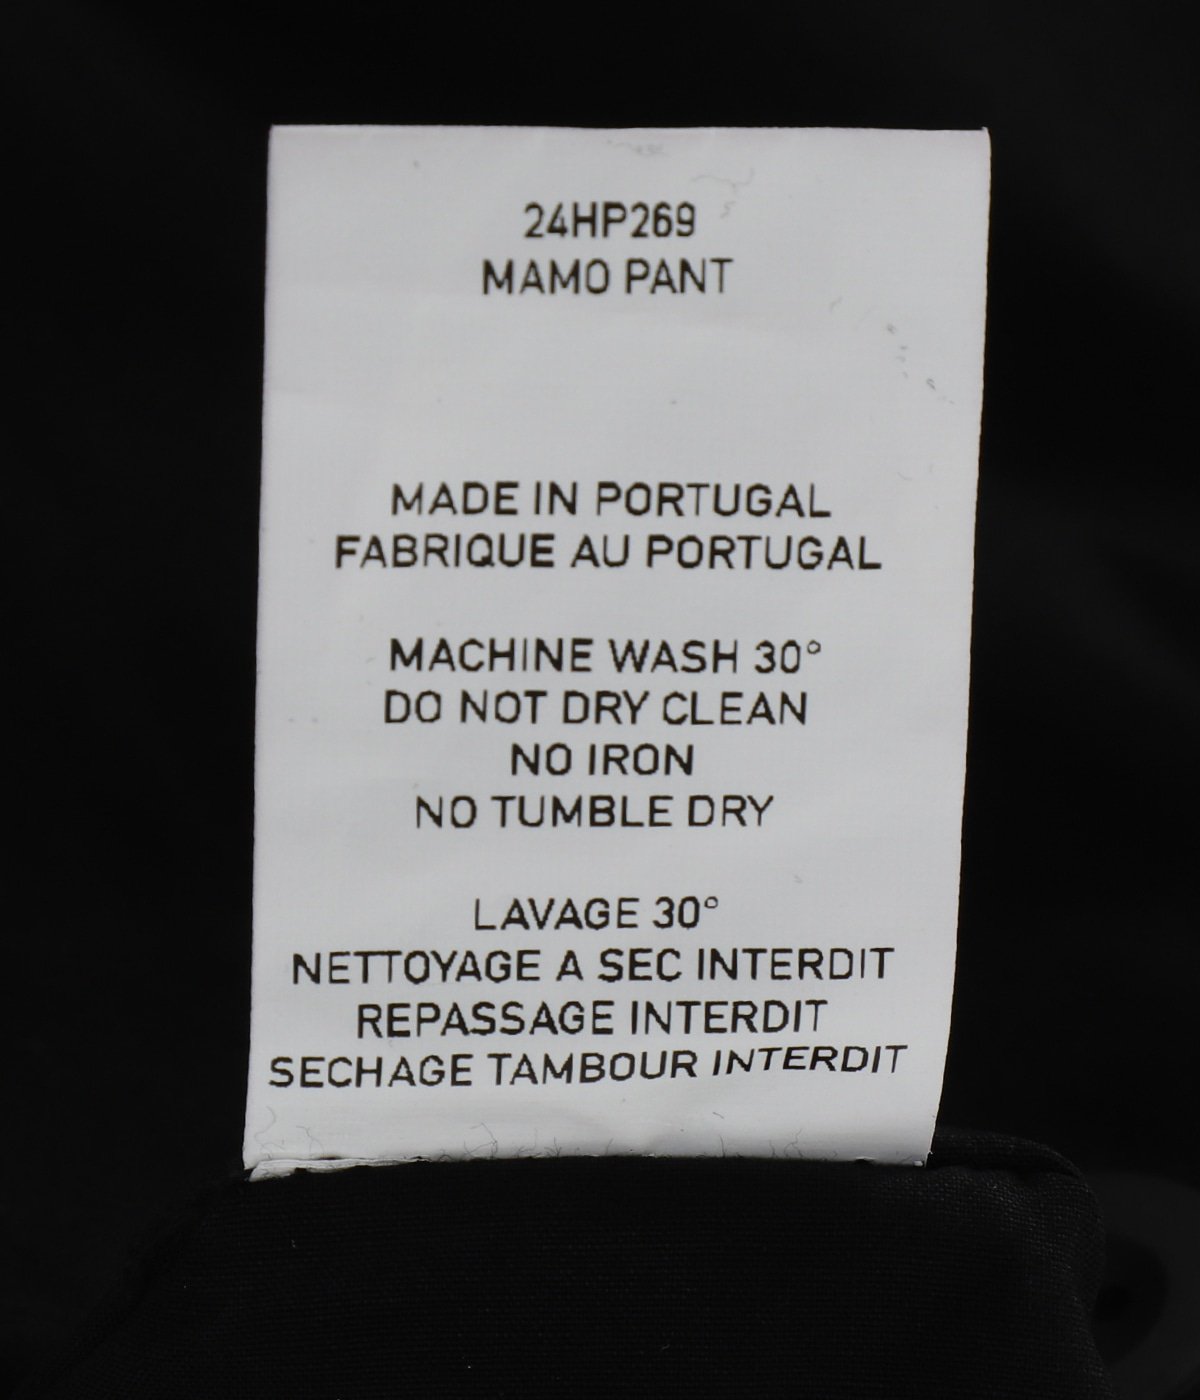 24HP269
MAMO PANT
MADE IN PORTUGAL
FABRIQUE AU PORTUGAL
MACHINE WASH 30°
DO NOT DRY CLEAN
NO IRON
NO TUMBLE DRY
LAVAGE 30°
NETTOYAGE A SEC INTERDIT
REPASSAGE INTERDIT
SECHAGE TAMBOUR INTERDIT